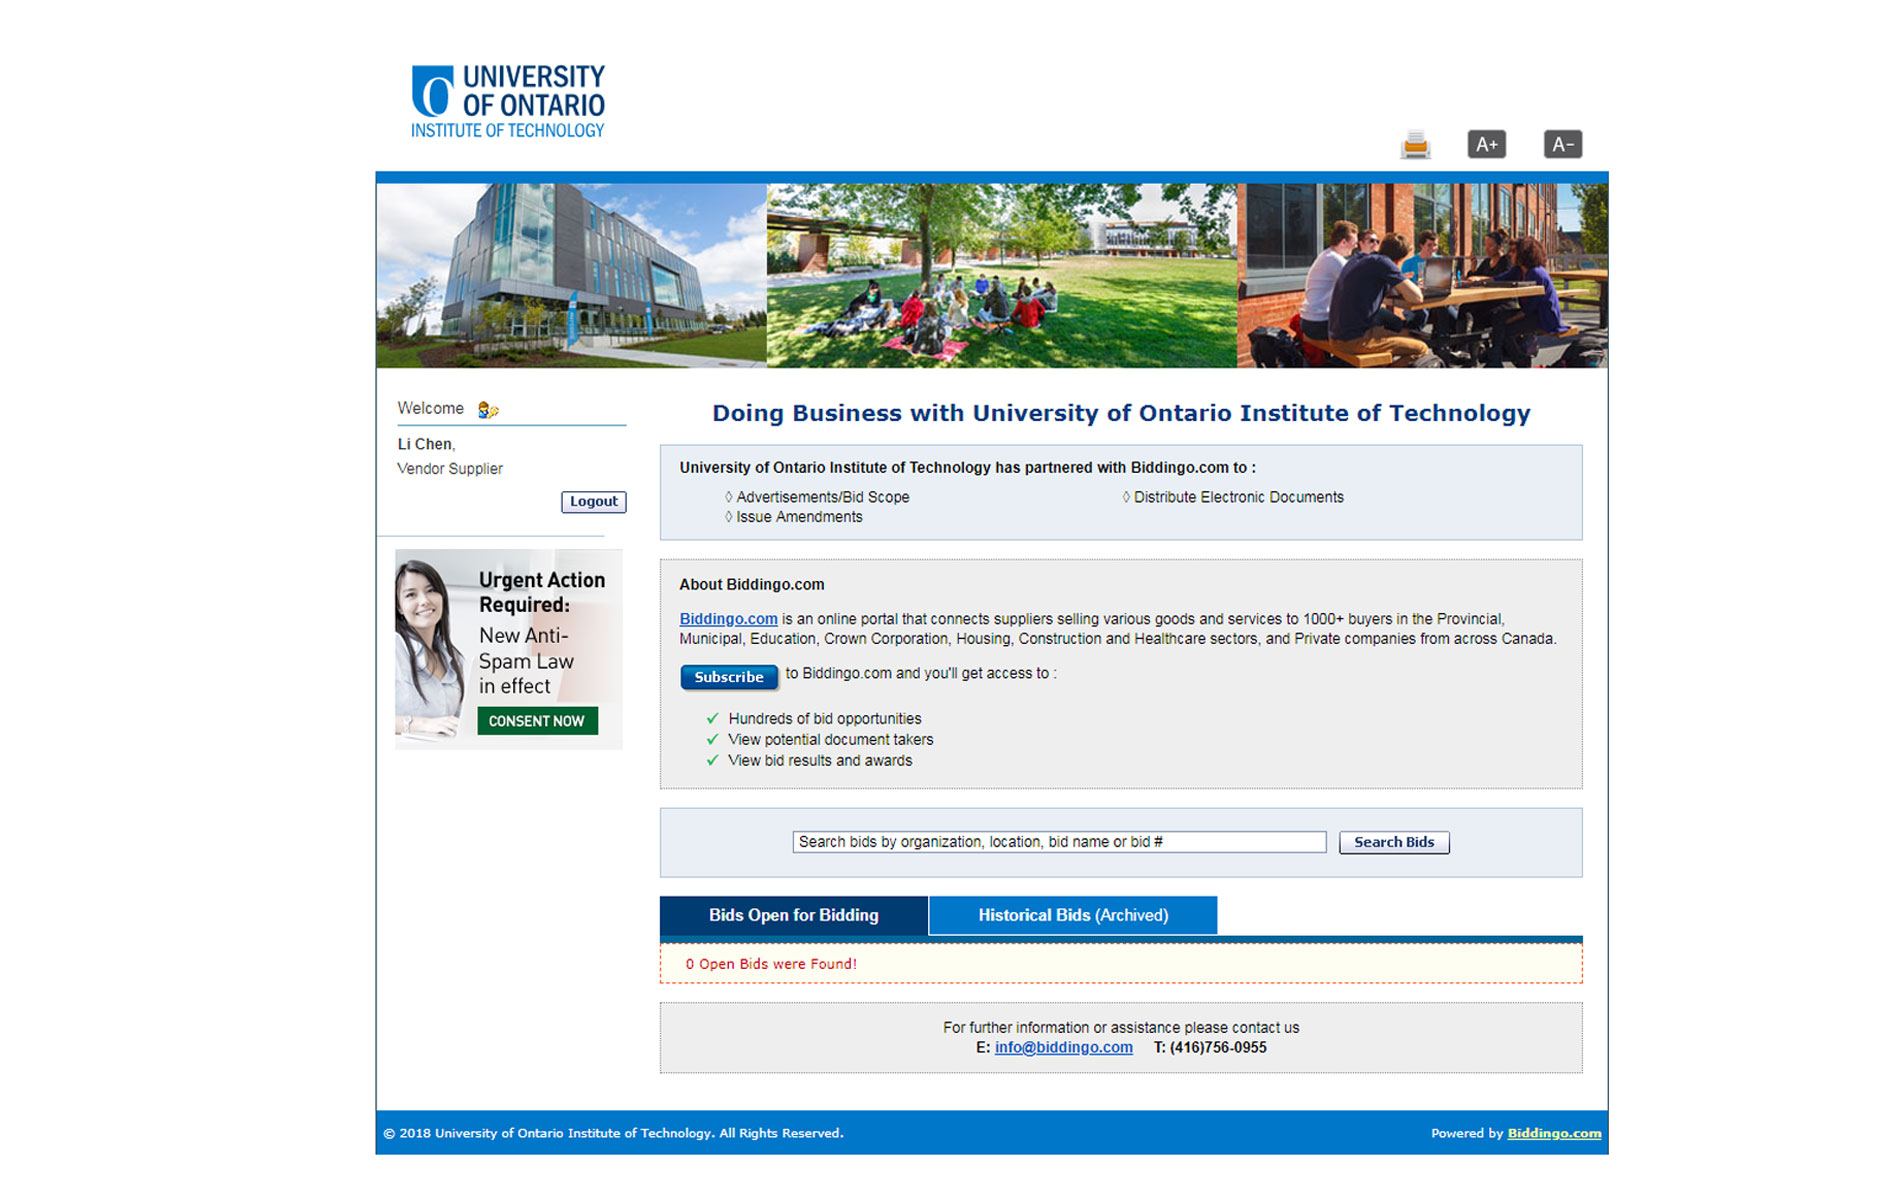 UNIVERSITY
OF ONTARIO
INSTITUTE OF TECHNOLOGY
A+ A-
Welcome
Li Chen,
Vendor Supplier
Logout
Urgent Action
Required:
New Anti-
Spam Law
in effect
CONSENT NOW
Doing Business with University of Ontario Institute of Technology
University of Ontario Institute of Technology has partnered with Biddingo.com to :
◊ Advertisements/Bid Scope ◊ Distribute Electronic Documents
◊ Issue Amendments
About Biddingo.com
Biddingo.com is an online portal that connects suppliers selling various goods and services to 1000+ buyers in the Provincial,
Municipal, Education, Crown Corporation, Housing, Construction and Healthcare sectors, and Private companies from across Canada.
Subscribe to Biddingo.com and you'll get access to :
✓ Hundreds of bid opportunities
✓ View potential document takers
✓ View bid results and awards
Search bids by organization, location, bid name or bid # Search Bids
Bids Open for Bidding Historical Bids (Archived)
0 Open Bids were Found!
For further information or assistance please contact us
E: info@biddingo.com T: (416)756-0955
© 2018 University of Ontario Institute of Technology. All Rights Reserved. Powered by Biddingo.com